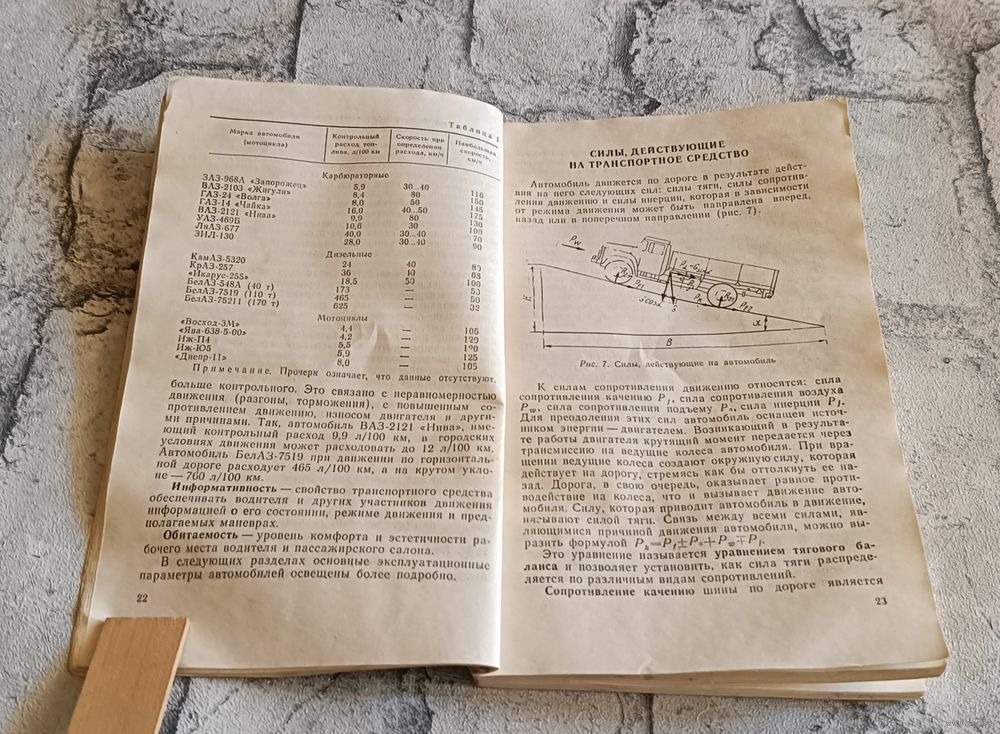 Таблица 1
Марка автомобиля (мотоцикла) Контрольный расход топлива, л/100 км Скорость при определении расхода, км/ч Наибольшая скорость, км/ч
Карбюраторные
ЗАЗ-968А «Запорожец» 5,9 30...40 110
ВАЗ-2103 «Жигули» 8,4 80 150
ГАЗ-24 «Волга» 8,0 50 145
ГАЗ-14 «Чайка» 16,0 40...50 175
ВАЗ-2121 «Нива» 9,9 80 130
УАЗ-469Б 10,6 30 100
ЛиАЗ-677 40,0 30...40 70
ЗИЛ-130 28,0 30...40 90
Дизельные
КамАЗ-5320 24 40 80
КрАЗ-257 36 40 68
«Икарус-255» 18,5 50 100
БелАЗ-548А (40 т) 173 — 55
БелАЗ-7519 (110 т) 465 — 50
БелАЗ-75211 (170 т) 625 — 32
Мотоциклы
«Восход-3М» 4,4 — 105
«Ява-638-5-00» 4,2 — 120
Иж-П4 5,5 —
Иж-Ю5 5,9 — 125
«Днепр-11» 8,0 — 105
Примечание. Прочерк означает, что данные отсутствуют.
больше контрольного. Это связано с неравномерностью
движения (разгоны, торможения), с повышенным со-
противлением движению, износом двигателя и други-
ми причинами. Так, автомобиль ВАЗ-2121 «Нива», име-
ющий контрольный расход 9,9 л/100 км, в городских
условиях движения может расходовать до 12 л/100 км.
Автомобиль БелАЗ-7519 при движении по горизонталь-
ной дороге расходует 465 л/100 км, а на крутом укло-
не — 760 л/100 км.
Информативность — свойство транспортного средства
обеспечивать водителя и других участников движения
информацией о его состоянии, режиме движения и пред-
полагаемых маневрах.
Обитаемость — уровень комфорта и эстетичности ра-
бочего места водителя и пассажирского салона.
В следующих разделах основные эксплуатационные
параметры автомобилей освещены более подробно.
22
СИЛЫ, ДЕЙСТВУЮЩИЕ
НА ТРАНСПОРТНОЕ СРЕДСТВО
Автомобиль движется по дороге в результате дейст-
вия на него следующих сил: силы тяги, силы сопротив-
ления движению и силы инерции, которая в зависимости
от режима движения может быть направлена вперед,
назад или в поперечном направлении (рис. 7).
Pw
h
α
В
Рис. 7. Силы, действующие на автомобиль
К силам сопротивления движению относятся: сила
сопротивления качению Pf, сила сопротивления воздуха
Pw, сила сопротивления подъему Pп, сила инерции Pj.
Для преодоления этих сил автомобиль оснащен источ-
ником энергии — двигателем. Возникающий в результа-
те работы двигателя крутящий момент передается через
трансмиссию на ведущие колеса автомобиля. При вра-
щении ведущие колеса создают окружную силу, которая
действует на дорогу, стремясь как бы оттолкнуть ее на-
зад. Дорога, в свою очередь, оказывает равное проти-
водействие на колеса, что и вызывает движение авто-
мобиля. Силу, которая приводит автомобиль в движение,
называют силой тяги. Связь между всеми силами, яв-
ляющимися причиной движения автомобиля, можно вы-
разить формулой
Это уравнение называется уравнением тягового ба-
ланса и позволяет установить, как сила тяги распреде-
ляется по различным видам сопротивлений.
Сопротивление качению шины по дороге является
23